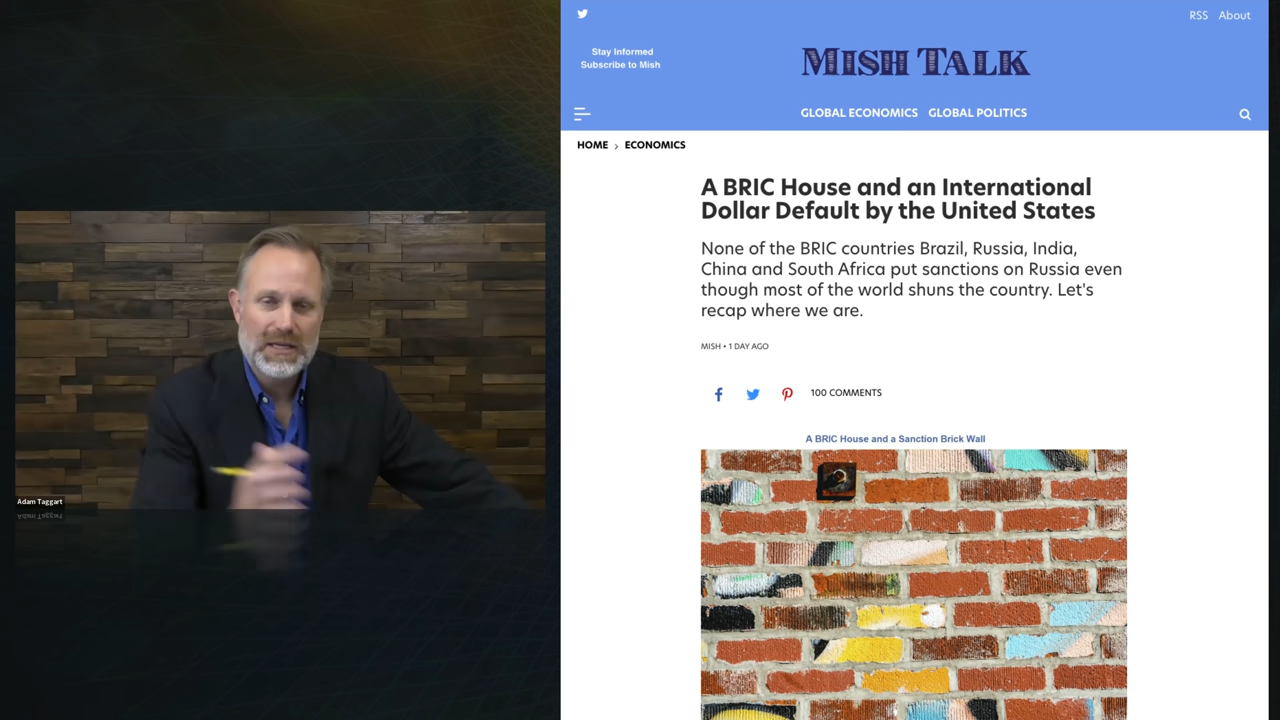 RSS About
Stay Informed
Subscribe to Mish
MISH TALK
GLOBAL ECONOMICS GLOBAL POLITICS
HOME › ECONOMICS
A BRIC House and an International
Dollar Default by the United States
None of the BRIC countries Brazil, Russia, India,
China and South Africa put sanctions on Russia even
though most of the world shuns the country. Let's
recap where we are.
MISH • 1 DAY AGO
100 COMMENTS
A BRIC House and a Sanction Brick Wall
Adam Taggart